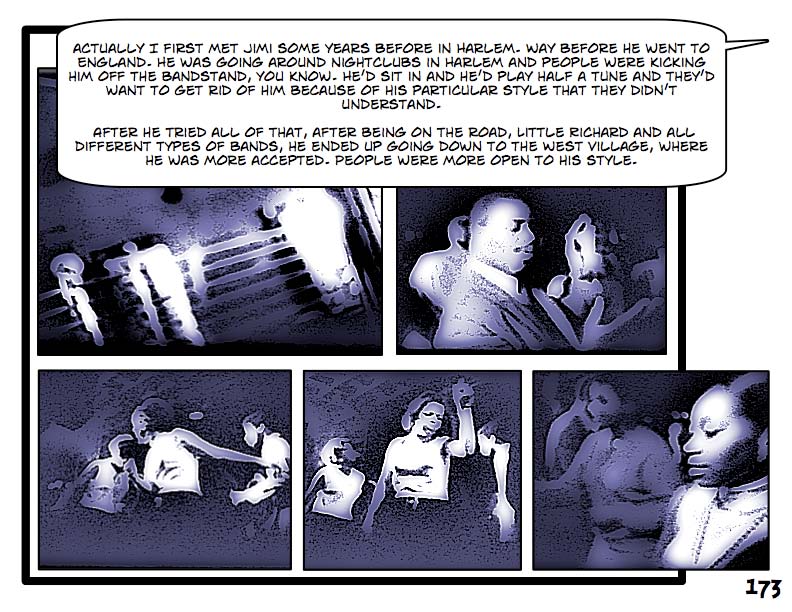 ACTUALLY I FIRST MET JIMI SOME YEARS BEFORE IN HARLEM. WAY BEFORE HE WENT TO
ENGLAND. HE WAS GOING AROUND NIGHTCLUBS IN HARLEM AND PEOPLE WERE KICKING
HIM OFF THE BANDSTAND, YOU KNOW. HE'D SIT IN AND HE'D PLAY HALF A TUNE AND THEY'D
WANT TO GET RID OF HIM BECAUSE OF HIS PARTICULAR STYLE THAT THEY DIDN'T
UNDERSTAND.
AFTER HE TRIED ALL OF THAT, AFTER BEING ON THE ROAD, LITTLE RICHARD AND ALL
DIFFERENT TYPES OF BANDS, HE ENDED UP GOING DOWN TO THE WEST VILLAGE, WHERE
HE WAS MORE ACCEPTED. PEOPLE WERE MORE OPEN TO HIS STYLE.
173